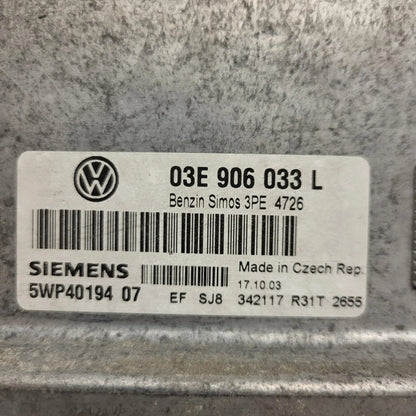 03E 906 033 L
Benzin Simos 3PE 4726
SIEMENS
Made in Czech Rep.
17.10.03
5WP40194 07
EF SJ8 342117 R31T 2655